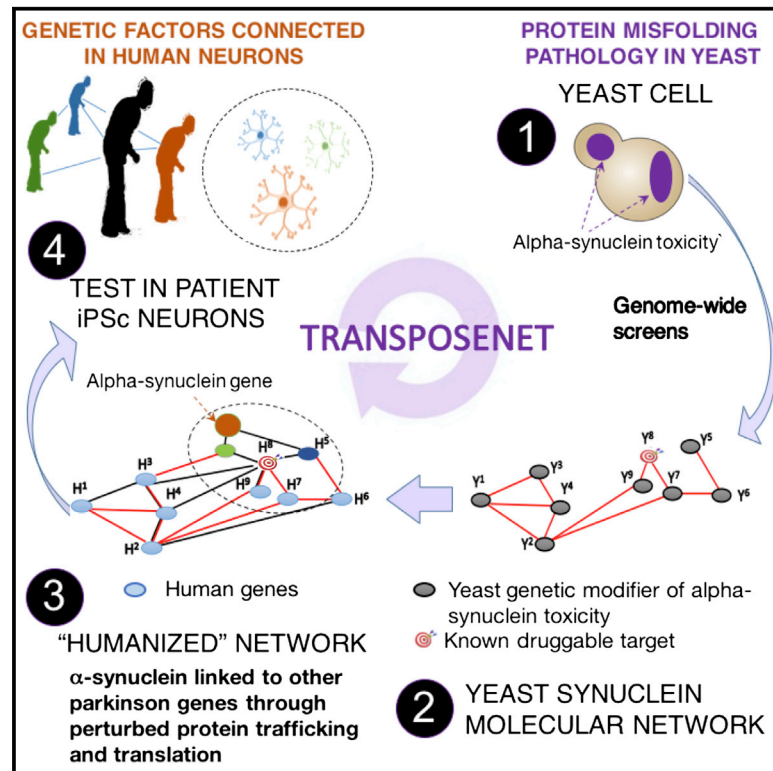 GENETIC FACTORS CONNECTED
IN HUMAN NEURONS
PROTEIN MISFOLDING
PATHOLOGY IN YEAST
YEAST CELL
1
Alpha-synuclein toxicity`
Genome-wide
screens
4
TEST IN PATIENT
iPSc NEURONS
TRANSPOSENET
Alpha-synuclein gene
H1
H3
H4
H2
H8
H5
H9
H7
H6
Y1
Y3
Y4
Y2
Y8
Y5
Y9
Y7
Y6
Human genes
3
"HUMANIZED" NETWORK
α-synuclein linked to other
parkinson genes through
perturbed protein trafficking
and translation
Yeast genetic modifier of alpha-
synuclein toxicity
Known druggable target
2
YEAST SYNUCLEIN
MOLECULAR NETWORK